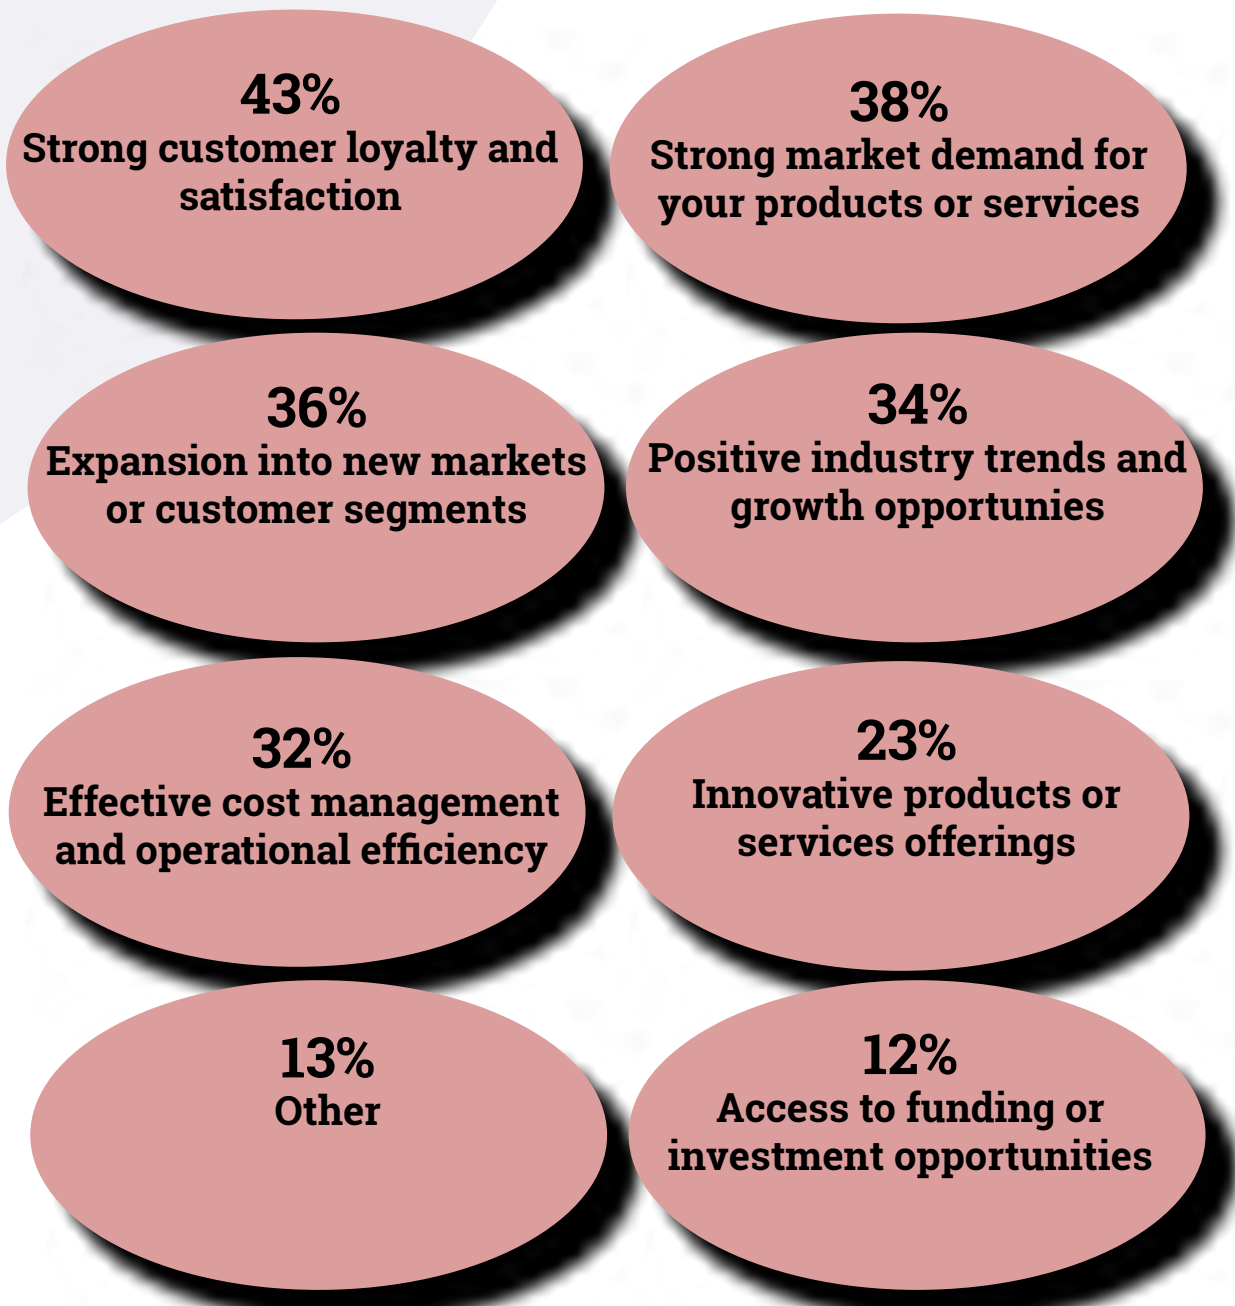 43%
Strong customer loyalty and
satisfaction
38%
Strong market demand for
your products or services
36%
Expansion into new markets
or customer segments
34%
Positive industry trends and
growth opportunies
32%
Effective cost management
and operational efficiency
23%
Innovative products or
services offerings
13%
Other
12%
Access to funding or
investment opportunities